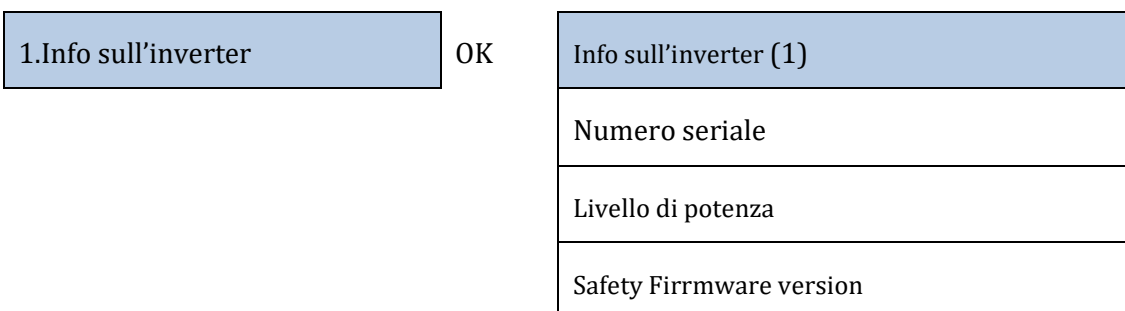 1.Info sull’inverter OK Info sull’inverter (1)
Numero seriale
Livello di potenza
Safety Firrmware version